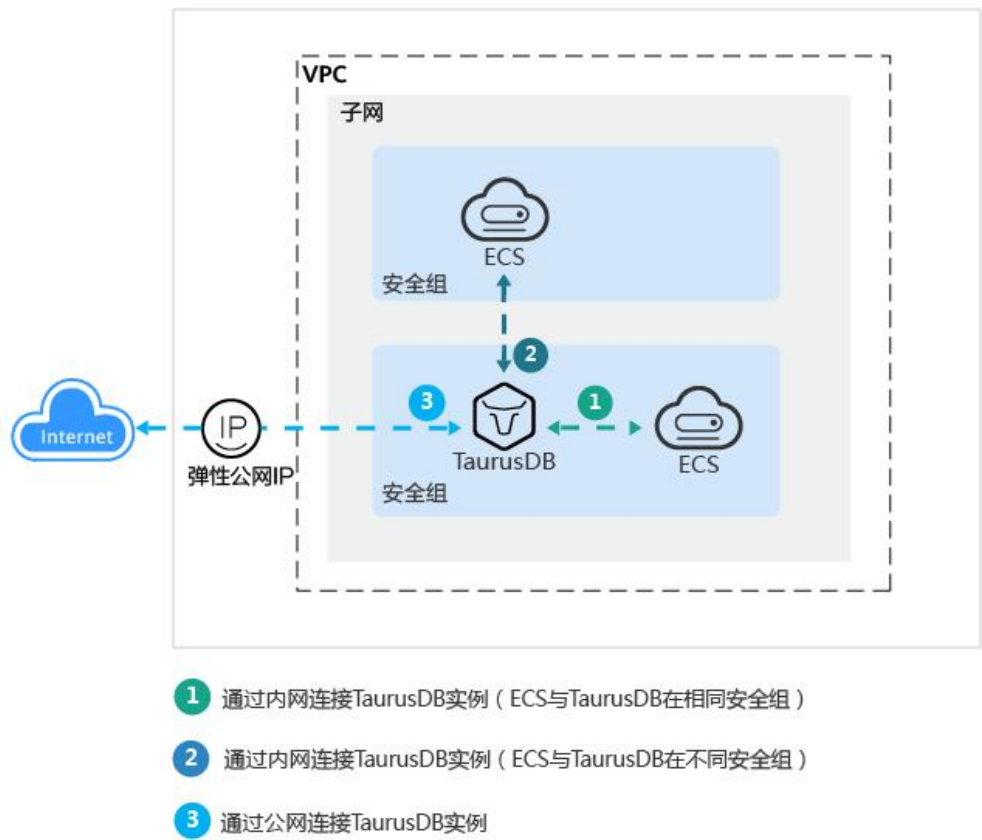 VPC
子网
ECS
安全组
2
3
1
Internet
IP
TaurusDB
ECS
弹性公网IP
安全组
1 通过内网连接TaurusDB实例（ECS与TaurusDB在相同安全组）
2 通过内网连接TaurusDB实例（ECS与TaurusDB在不同安全组）
3 通过公网连接TaurusDB实例